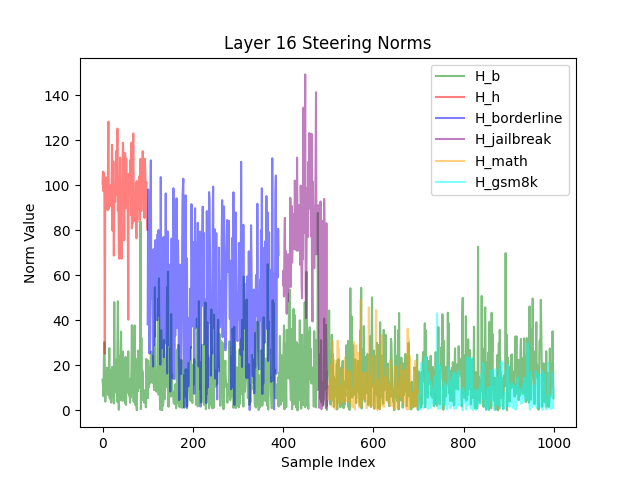 Layer 16 Steering Norms
H_b
H_h
H_borderline
H_jailbreak
H_math
H_gsm8k
Norm Value
140
120
100
80
60
40
20
0
0
200
400
600
800
1000
Sample Index